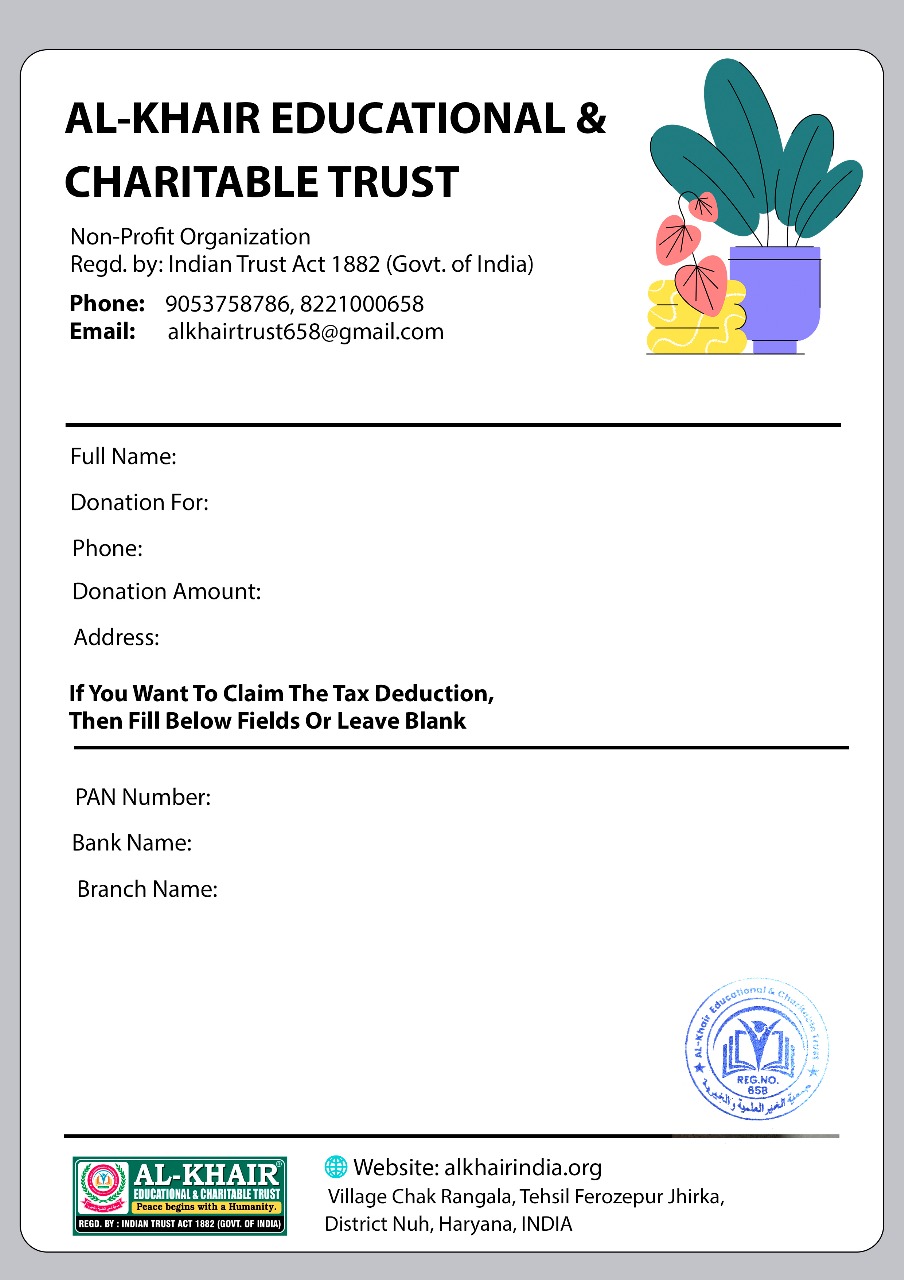 AL-KHAIR EDUCATIONAL &
CHARITABLE TRUST
Non-Profit Organization
Regd. by: Indian Trust Act 1882 (Govt. of India)
Phone: 9053758786, 8221000658
Email: alkhairtrust658@gmail.com
Full Name:
Donation For:
Phone:
Donation Amount:
Address:
If You Want To Claim The Tax Deduction,
Then Fill Below Fields Or Leave Blank
PAN Number:
Bank Name:
Branch Name:
Al-Khair Educational & Charitable Trust
REG.NO.
658
جمعية الخير العلمية والخيرية
AL-KHAIR®
EDUCATIONAL & CHARITABLE TRUST
Peace begins with a Humanity.
REGD. BY : INDIAN TRUST ACT 1882 (GOVT. OF INDIA)
Website: alkhairindia.org
Village Chak Rangala, Tehsil Ferozepur Jhirka,
District Nuh, Haryana, INDIA